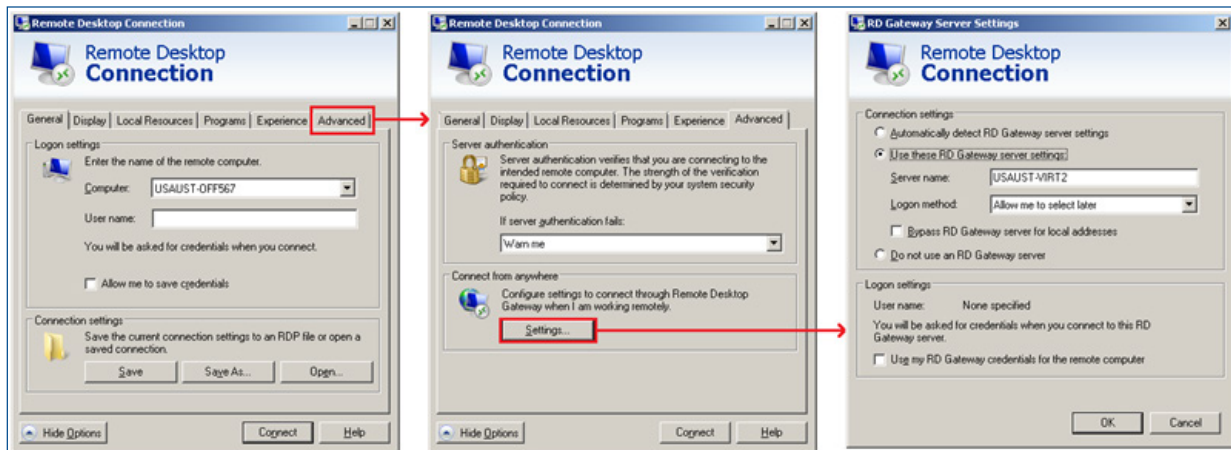 Remote Desktop Connection
Remote Desktop
Connection
General Display Local Resources Programs Experience Advanced
Logon settings
Enter the name of the remote computer.
Computer: USAUST-OFF567
User name:
You will be asked for credentials when you connect.
Allow me to save credentials
Connection settings
Save the current connection settings to an RDP file or open a
saved connection.
Save Save As... Open...
Hide Options Connect Help
Remote Desktop Connection
Remote Desktop
Connection
General Display Local Resources Programs Experience Advanced
Server authentication
Server authentication verifies that you are connecting to the
intended remote computer. The strength of the verification
required to connect is determined by your system security
policy.
If server authentication fails:
Warn me
Connect from anywhere
Configure settings to connect through Remote Desktop
Gateway when I am working remotely.
Settings...
Hide Options Connect Help
RD Gateway Server Settings
Remote Desktop
Connection
Connection settings
Automatically detect RD Gateway server settings
Use these RD Gateway server settings:
Server name: USAUST-VIRT2
Logon method: Allow me to select later
Bypass RD Gateway server for local addresses
Do not use an RD Gateway server
Logon settings
User name: None specified
You will be asked for credentials when you connect to this RD
Gateway server.
Use my RD Gateway credentials for the remote computer
OK Cancel